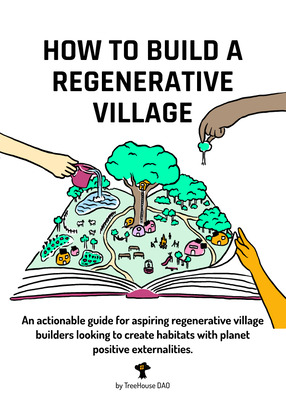 HOW TO BUILD A
REGENERATIVE
VILLAGE
An actionable guide for aspiring regenerative village
builders looking to create habitats with planet
positive externalities.
by TreeHouse DAO